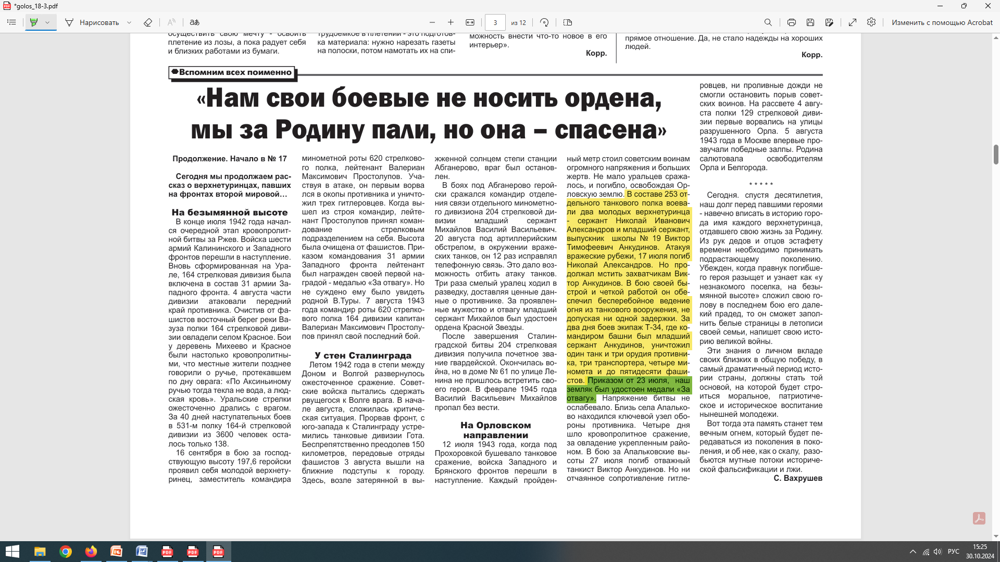 *golos_18-3.pdf
Нарисовать
3
из 12
Изменить с помощью Acrobat
осуществить свою мечту - освоить
плетение из лозы, а пока радует себя
и близких работами из бумаги.
трудоемкое в плетении - это подготов-
ка материала: нужно нарезать газеты
на полоски, потом намотать их на спи-
можность внести что-то новое в его
интерьер».
Корр.
прямое отношение. Да, не стало надежды на хороших
людей.
Корр.
Вспомним всех поименно
«Нам свои боевые не носить ордена,
мы за Родину пали, но она – спасена»
Продолжение. Начало в № 17
Сегодня мы продолжаем рас-
сказ о верхнетуринцах, павших
на фронтах второй мировой…
На безымянной высоте
В конце июля 1942 года начал-
ся очередной этап кровопролит-
ной битвы за Ржев. Войска шести
армий Калининского и Западного
фронтов перешли в наступление.
Вновь сформированная на Ура-
ле, 164 стрелковая дивизия была
включена в состав 31 армии За-
падного фронта. 4 августа части
дивизии атаковали передний
край противника. Очистив от фа-
шистов восточный берег реки Ва-
зуза полки 164 стрелковой диви-
зии овладели селом Красное. Бои
у деревень Михеево и Красное
были настолько кровопролитны-
ми, что местные жители позднее
говорили о ручье, протекавшем
по дну оврага: «По Аксиньиному
ручью тогда текла не вода, а люд-
ская кровь». Уральские стрелки
ожесточенно дрались с врагом.
За 40 дней наступательных боев
в 531-м полку 164-й стрелковой
дивизии из 3600 человек оста-
лось только 138.
16 сентября в бою за господ-
ствующую высоту 197,6 геройски
проявил себя молодой верхнету-
ринец, заместитель командира
минометной роты 620 стрелково-
го полка, лейтенант Валериан
Максимович Простолупов. Уча-
ствуя в атаке, он первым ворва
лся в окопы противника и уничто-
жил трех гитлеровцев. Когда вы-
шел из строя командир, лейте-
нант Простолупов принял коман-
дование стрелковым
подразделением на себя. Высота
была очищена от фашистов. При-
казом командования 31 армии
Западного фронта лейтенант
был награжден своей первой на-
градой - медалью «За отвагу». Но
не суждено ему было увидеть
родной В.Туры. 7 августа 1943
года командир роты 620 стрелко-
вого полка 164 дивизии капитан
Валериан Максимович Простолу-
пов принял свой последний бой.
У стен Сталинграда
Летом 1942 года в степи между
Доном и Волгой развернулось
ожесточенное сражение. Совет-
ские войска пытались сдержать
рвущегося к Волге врага. В нача-
ле августа, сложилась критиче-
ская ситуация. Прорвав фронт, с
юго-запада к Сталинграду устре-
мились танковые дивизии Гота.
Беспрепятственно преодолев 150
километров, передовые отряды
фашистов 3 августа вышли на
ближние подступы к городу.
Здесь, возле затерянной в вы-
жженной солнцем степи станции
Абганерово, враг был останов-
лен.
В боях под Абганерово герой-
ски сражался командир отделе-
ния связи отдельного минометно-
го дивизиона 204 стрелковой ди-
визии младший сержант
Михайлов Василий Васильевич.
20 августа под артиллерийским
обстрелом, в окружении враже-
ских танков, он 12 раз исправлял
телефонную связь. Это дало воз-
можность отбить атаку танков.
Три раза смелый уралец ходил в
разведку, доставляя ценные дан-
ные о противнике. За проявлен-
ные мужество и отвагу младший
сержант Михайлов был удостоен
ордена Красной Звезды.
После завершения Сталин-
градской битвы 204 стрелковая
дивизия получила почетное зва-
ние гвардейской. Окончилась во-
йна, но в доме № 61 по улице Ле-
нина не пришлось встретить сво-
его героя. В феврале 1945 года
Василий Васильевич Михайлов
пропал без вести.
На Орловском
направлении
12 июля 1943 года, когда под
Прохоровкой бушевало танковое
сражение, войска Западного и
Брянского фронтов перешли в
наступление. Каждый пройден-
ный метр стоил советским воинам
огромного напряжения и больших
жертв. Не мало уральцев сража-
лось, и погибло, освобождая Ор-
ловскую землю. В составе 253 от-
дельного танкового полка воева-
ли два молодых верхнетуринца
- сержант Николай Иванович
Александров и младший сержант,
выпускник школы № 19 Виктор
Тимофеевич Анкудинов. Атакуя
вражеские рубежи, 17 июля погиб
Николай Александров. Но про-
должал мстить захватчикам Вик-
тор Анкудинов. В бою своей бы-
строй и четкой работой он обе-
спечил бесперебойное ведение
огня из танкового вооружения, не
допуская ни одной задержки. За
два дня боев экипаж Т-34, где ко-
мандиром башни был младший
сержант Анкудинов, уничтожил
один танк и три орудия противни-
ка, три транспортера, четыре ми-
номета и до пятидесяти фаши-
стов. Приказом от 23 июля, наш
земляк был удостоен медали «За
отвагу». Напряжение битвы не
ослабевало. Близь села Апалько-
во находился ключевой узел обо-
роны противника. Четыре дня
шло кровопролитное сражение,
за овладение укрепленным райо-
ном. В бою за Апальковские вы-
соты 27 июля погиб отважный
танкист Виктор Анкудинов. Но ни
отчаянное сопротивление гитле-
ровцев, ни проливные дожди не
смогли остановить порыв совет-
ских воинов. На рассвете 4 авгу-
ста полки 129 стрелковой диви-
зии первые ворвались на улицы
разрушенного Орла. 5 августа
1943 года в Москве впервые про-
звучали победные залпы. Родина
салютовала освободителям
Орла и Белгорода.
* * * * *
Сегодня. спустя десятилетия,
наш долг перед павшими героями
- навечно вписать в историю горо-
да имя каждого верхнетуринца,
отдавшего свою жизнь за Родину.
Из рук дедов и отцов эстафету
времени необходимо принимать
подрастающему поколению.
Убежден, когда правнук погибше-
го героя разыщет и узнает как «у
незнакомого поселка, на безы-
мянной высоте» сложил свою го-
лову в последнем бою его дале-
кий прадед, то он сможет запол-
нить белые страницы в летописи
своей семьи, напишет свою исто-
рию великой войны.
Эти знания о личном вкладе
своих близких в общую победу, в
самый драматичный период исто-
рии страны, должны стать той
основой, на которой будет стро-
иться моральное, патриотиче-
ское и историческое воспитание
нынешней молодежи.
Вот тогда эта память станет тем
вечным огнем, который будет пе-
редаваться из поколения в поко-
ления, и об нее, как о скалу, разо-
бьются мутные потоки историче-
ской фальсификации и лжи.
С. Вахрушев
РУС
15:25
30.10.2024